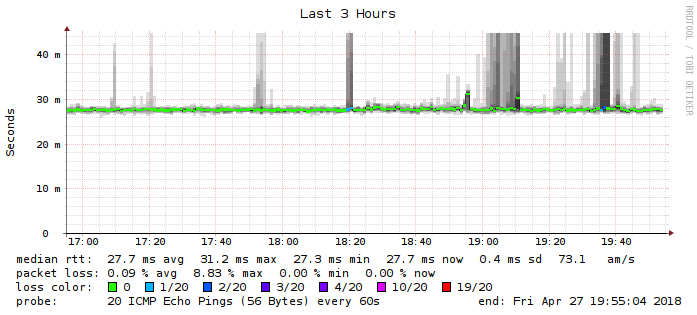 Last 3 Hours
RRDTOOL / TOBI OETIKER
Seconds
40 m
30 m
20 m
10 m
0
17:00 17:20 17:40 18:00 18:20 18:40 19:00 19:20 19:40
median rtt: 27.7 ms avg 31.2 ms max 27.3 ms min 27.7 ms now 0.4 ms sd 73.1 am/s
packet loss: 0.09 % avg 8.83 % max 0.00 % min 0.00 % now
loss color: 0 1/20 2/20 3/20 4/20 10/20 19/20
probe: 20 ICMP Echo Pings (56 Bytes) every 60s end: Fri Apr 27 19:55:04 2018